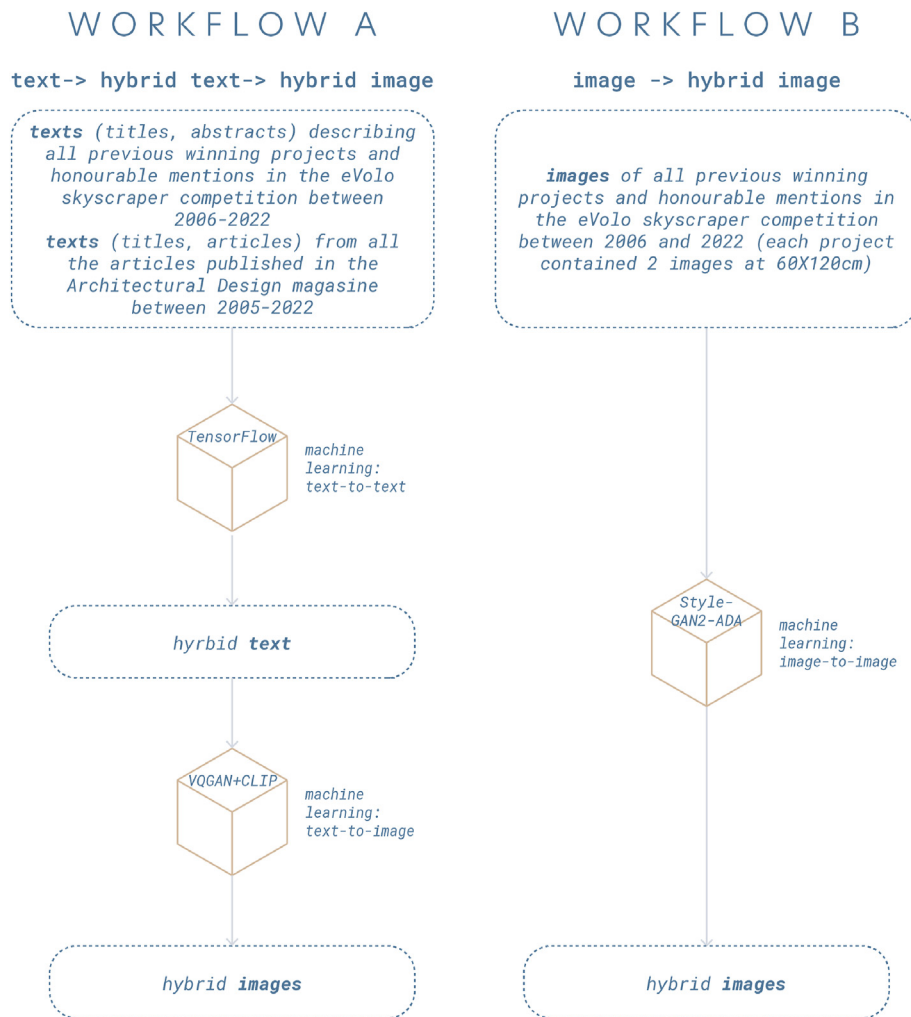 WORKFLOW A
text-> hybrid text-> hybrid image
texts (titles, abstracts) describing
all previous winning projects and
honourable mentions in the eVolo
skyscraper competition between
2006-2022
texts (titles, articles) from all
the articles published in the
Architectural Design magasine
between 2005-2022
TensorFlow
machine
learning:
text-to-text
hyrbid text
VQGAN+CLIP
machine
learning:
text-to-image
hybrid images
WORKFLOW B
image -> hybrid image
images of all previous winning
projects and honourable mentions in
the eVolo skyscraper competition
between 2006 and 2022 (each project
contained 2 images at 60X120cm)
Style-
GAN2-ADA
machine
learning:
image-to-image
hybrid images